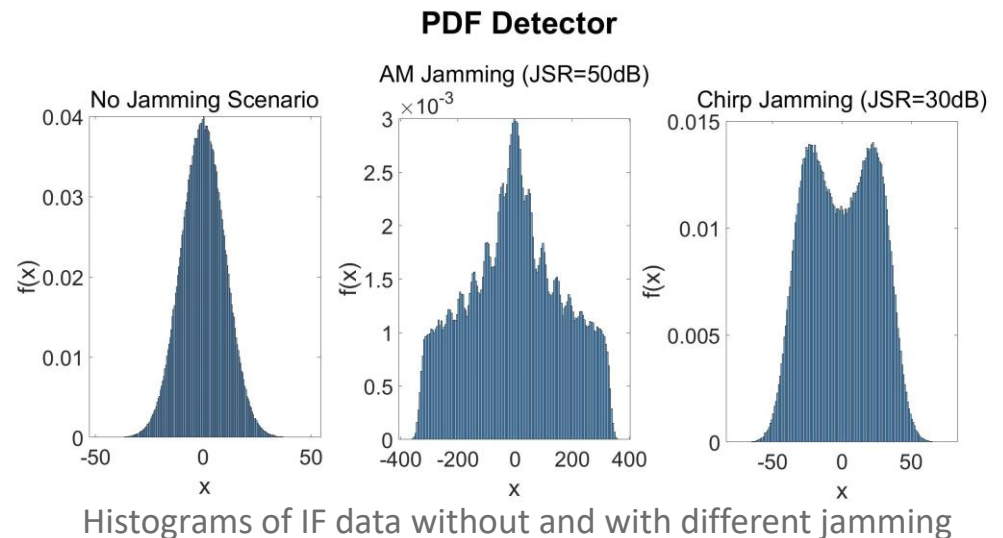 PDF Detector
No Jamming Scenario
0.04
0.03
0.02
0.01
0
f(x)
-50 0 50
x
AM Jamming (JSR=50dB)
×10⁻³
3
2.5
2
1.5
1
0.5
0
f(x)
-400 -200 0 200 400
x
Chirp Jamming (JSR=30dB)
0.015
0.01
0.005
0
f(x)
-50 0 50
x
Histograms of IF data without and with different jamming